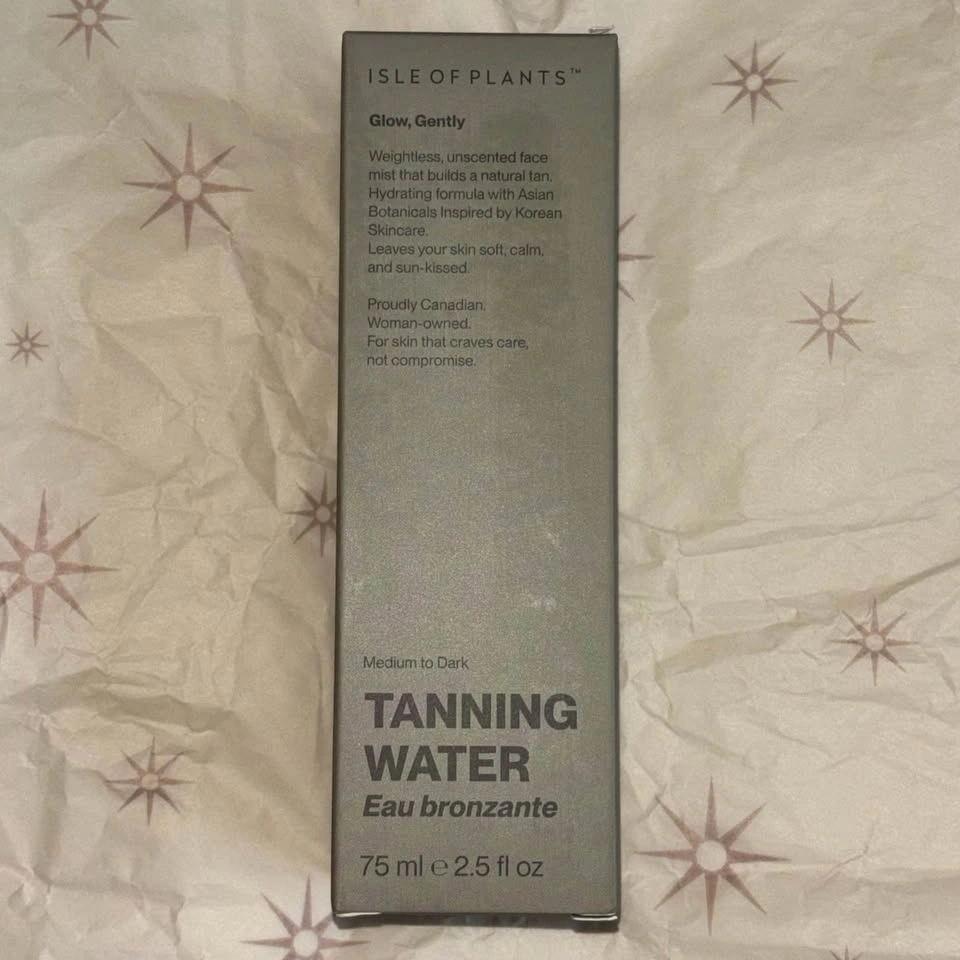 ISLE OF PLANTS™
Glow, Gently
Weightless, unscented face
mist that builds a natural tan.
Hydrating formula with Asian
Botanicals Inspired by Korean
Skincare.
Leaves your skin soft, calm,
and sun-kissed.
Proudly Canadian.
Woman-owned.
For skin that craves care,
not compromise.
Medium to Dark
TANNING
WATER
Eau bronzante
75 ml ℮ 2.5 fl oz